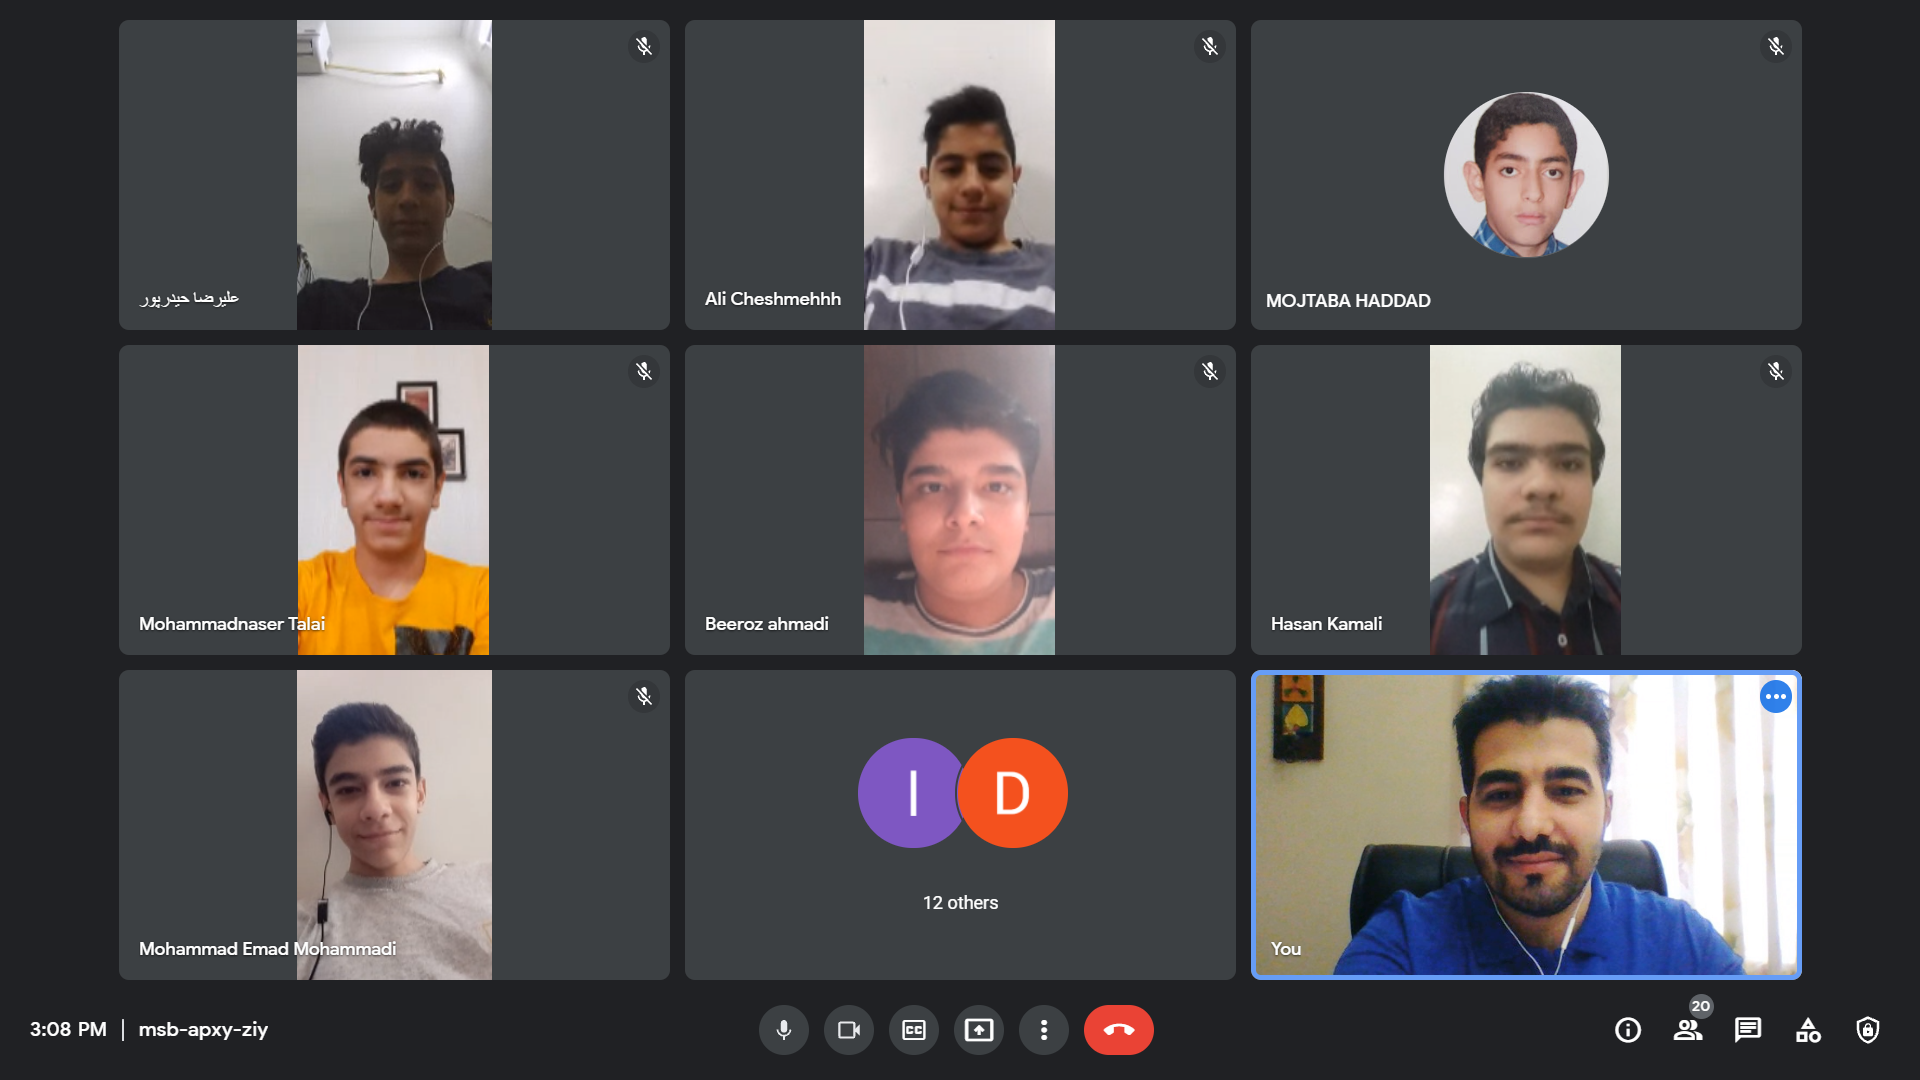 علیرضا حیدرپور
Ali Cheshmehhh
MOJTABA HADDAD
Mohammadnaser Talai
Beeroz ahmadi
Hasan Kamali
Mohammad Emad Mohammadi
I D
12 others
You
3:08 PM | msb-apxy-ziy
CC
20